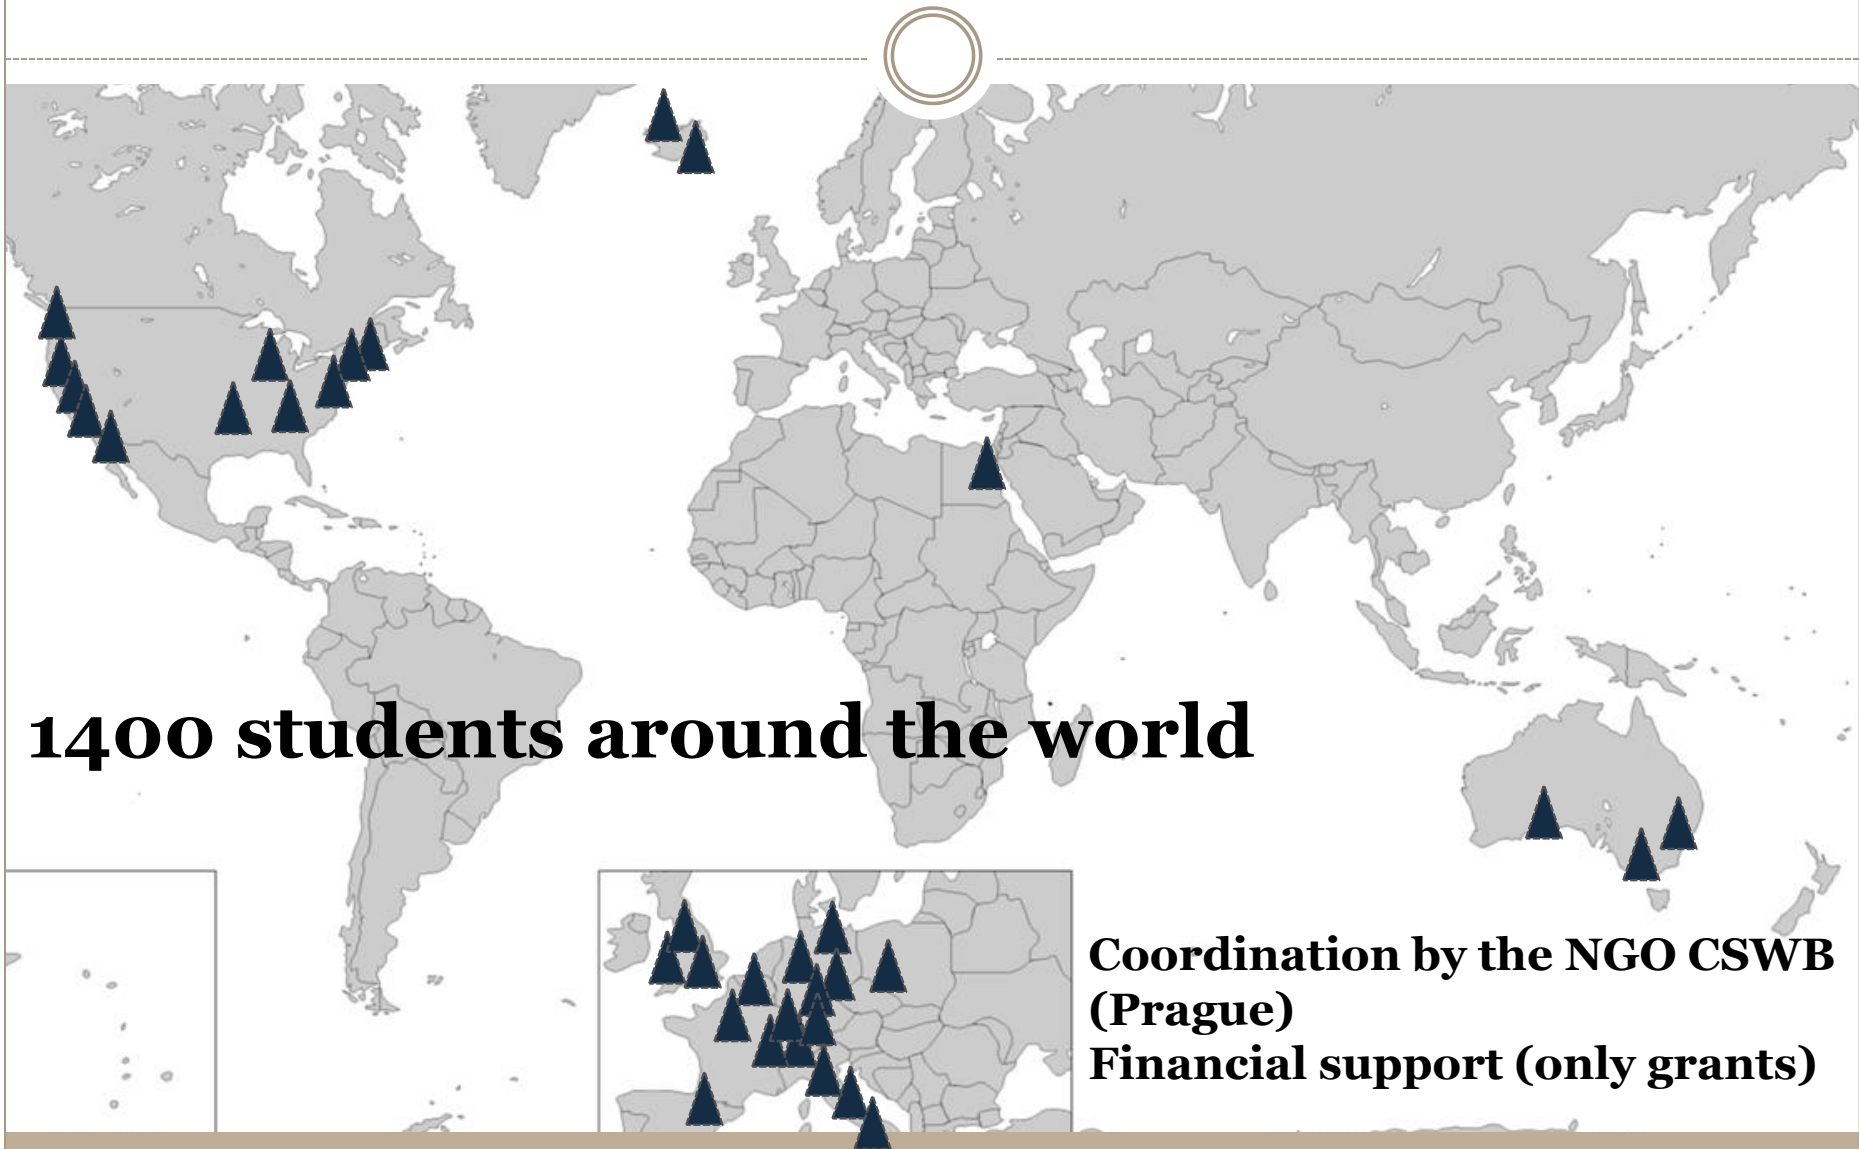 1400 students around the world
Coordination by the NGO CSWB
(Prague)
Financial support (only grants)